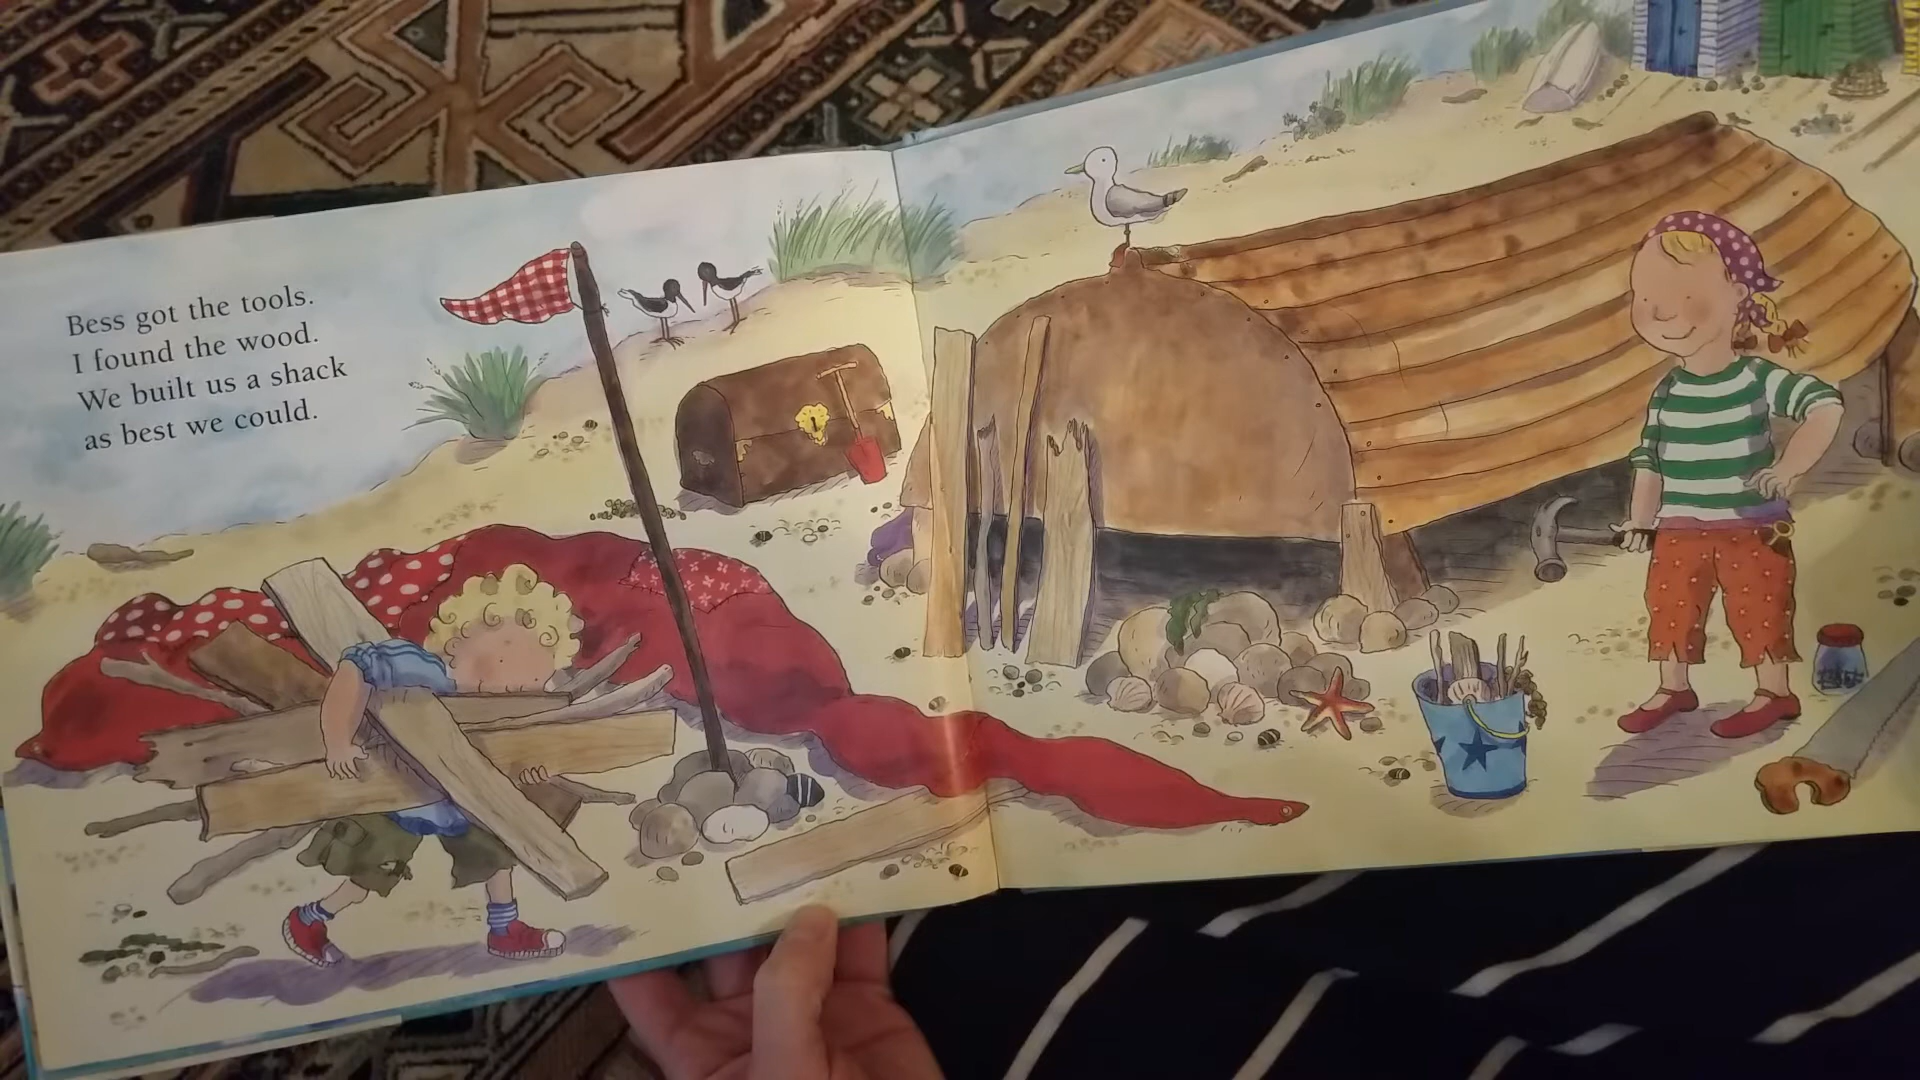 Bess got the tools.
I found the wood.
We built us a shack
as best we could.